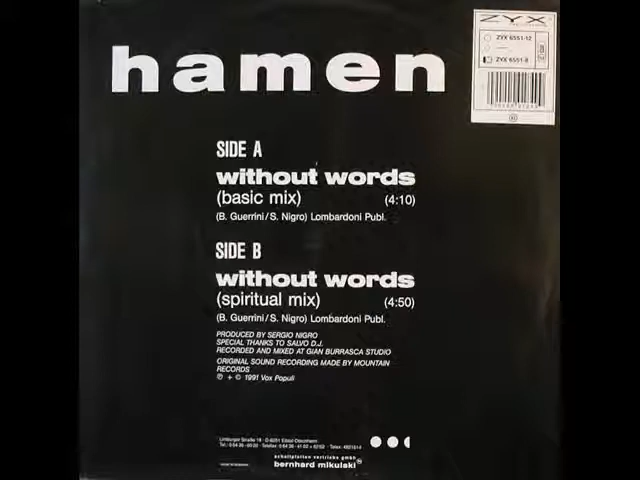 hamen
ZYX
ZYX 6551-12
ZYX 6551-8
SIDE A
without words
(basic mix) (4:10)
(B. Guerrini/S. Nigro) Lombardoni Publ.
SIDE B
without words
(spiritual mix) (4:50)
(B. Guerrini/S. Nigro) Lombardoni Publ.
PRODUCED BY SERGIO NIGRO
SPECIAL THANKS TO SALVO D.J.
RECORDED AND MIXED AT GIAN BURRASCA STUDIO
ORIGINAL SOUND RECORDING MADE BY MOUNTAIN
RECORDS
℗ + © 1991 Vox Populi
schallplatten vertriebs gmbh
bernhard mikulski